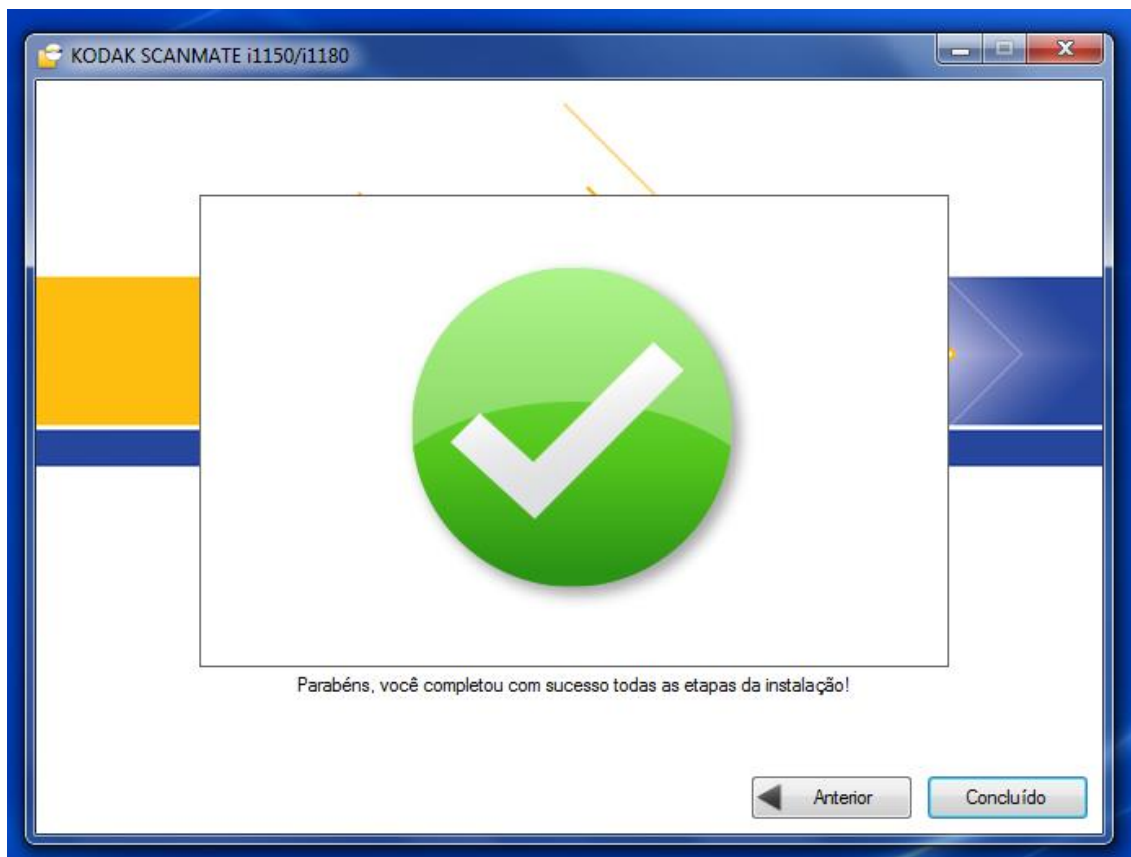 KODAK SCANMATE i1150/i1180
Parabéns, você completou com sucesso todas as etapas da instalação!
Anterior
Concluído